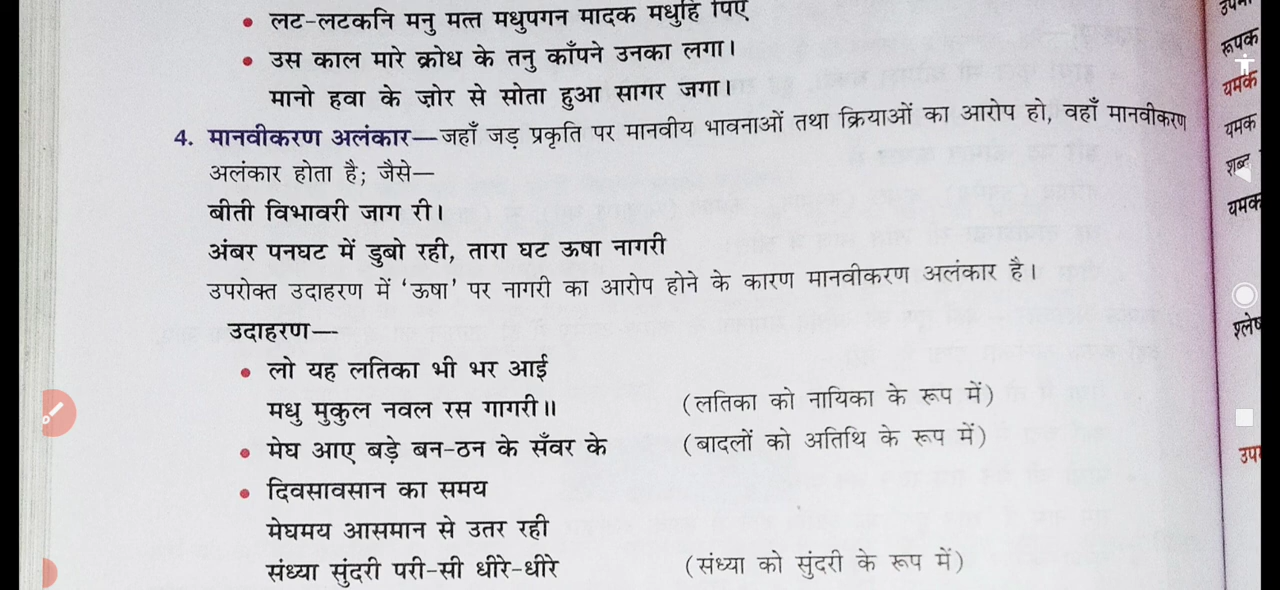 लट-लटकनि मनु मत्त मधुपगन मादक मधुहिं पिए
• उस काल मारे क्रोध के तनु काँपने उनका लगा।
मानो हवा के ज़ोर से सोता हुआ सागर जगा।
4. मानवीकरण अलंकार—जहाँ जड़ प्रकृति पर मानवीय भावनाओं तथा क्रियाओं का आरोप हो, वहाँ मानवीकरण
अलंकार होता है; जैसे—
बीती विभावरी जाग री।
अंबर पनघट में डुबो रही, तारा घट ऊषा नागरी
उपरोक्त उदाहरण में ‘ऊषा’ पर नागरी का आरोप होने के कारण मानवीकरण अलंकार है।
उदाहरण—
• लो यह लतिका भी भर आई
मधु मुकुल नवल रस गागरी॥ (लतिका को नायिका के रूप में)
• मेघ आए बड़े बन-ठन के सँवर के (बादलों को अतिथि के रूप में)
• दिवसावसान का समय
मेघमय आसमान से उतर रही
संध्या सुंदरी परी-सी धीरे-धीरे (संध्या को सुंदरी के रूप में)
रूपक
यमक
यमक
शब्द
यमक